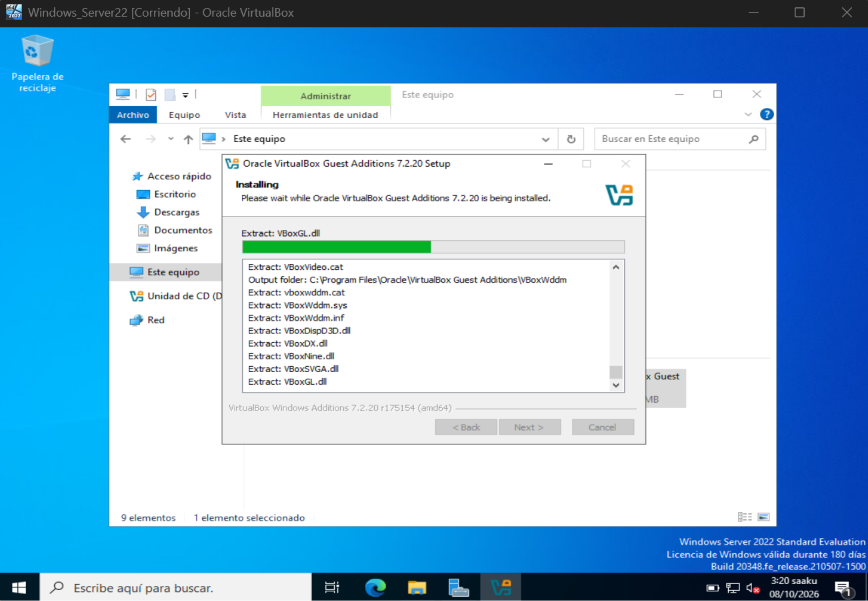 Windows_Server22 [Corriendo] - Oracle VirtualBox
Papelera de
reciclaje
Administrar
Este equipo
Archivo
Equipo
Vista
Herramientas de unidad
Este equipo
Buscar en Este equipo
Acceso rápido
Escritorio
Descargas
Documentos
Imágenes
Este equipo
Unidad de CD (D
Red
Oracle VirtualBox Guest Additions 7.2.20 Setup
Installing
Please wait while Oracle VirtualBox Guest Additions 7.2.20 is being installed.
Extract: VBoxGL.dll
Extract: VBoxVideo.cat
Output folder: C:\Program Files\Oracle\VirtualBox Guest Additions\VBoxWddm
Extract: vboxwddm.cat
Extract: VBoxWddm.sys
Extract: VBoxWddm.inf
Extract: VBoxDispD3D.dll
Extract: VBoxDX.dll
Extract: VBoxNine.dll
Extract: VBoxSVGA.dll
Extract: VBoxGL.dll
VirtualBox Windows Additions 7.2.20 r175154 (amd64)
< Back
Next >
Cancel
x Guest
MB
9 elementos
1 elemento seleccionado
Windows Server 2022 Standard Evaluation
Licencia de Windows válida durante 180 días
Build 20348.fe_release.210507-1500
Escribe aquí para buscar.
3:20 saaku
08/10/2026
1